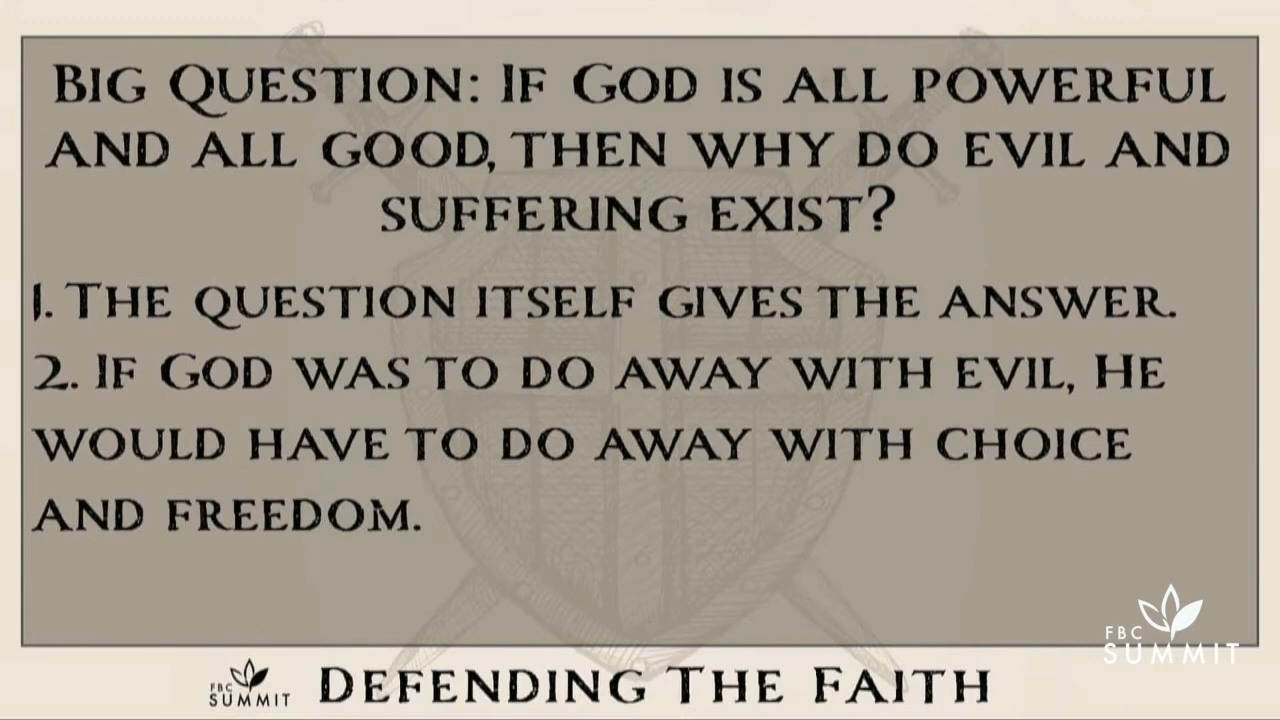 Big Question: If God is all powerful
and all good, then why do evil and
suffering exist?
1. The question itself gives the answer.
2. If God was to do away with evil, He
would have to do away with choice
and freedom.
FBC
SUMMIT
FBC
SUMMIT
Defending The Faith